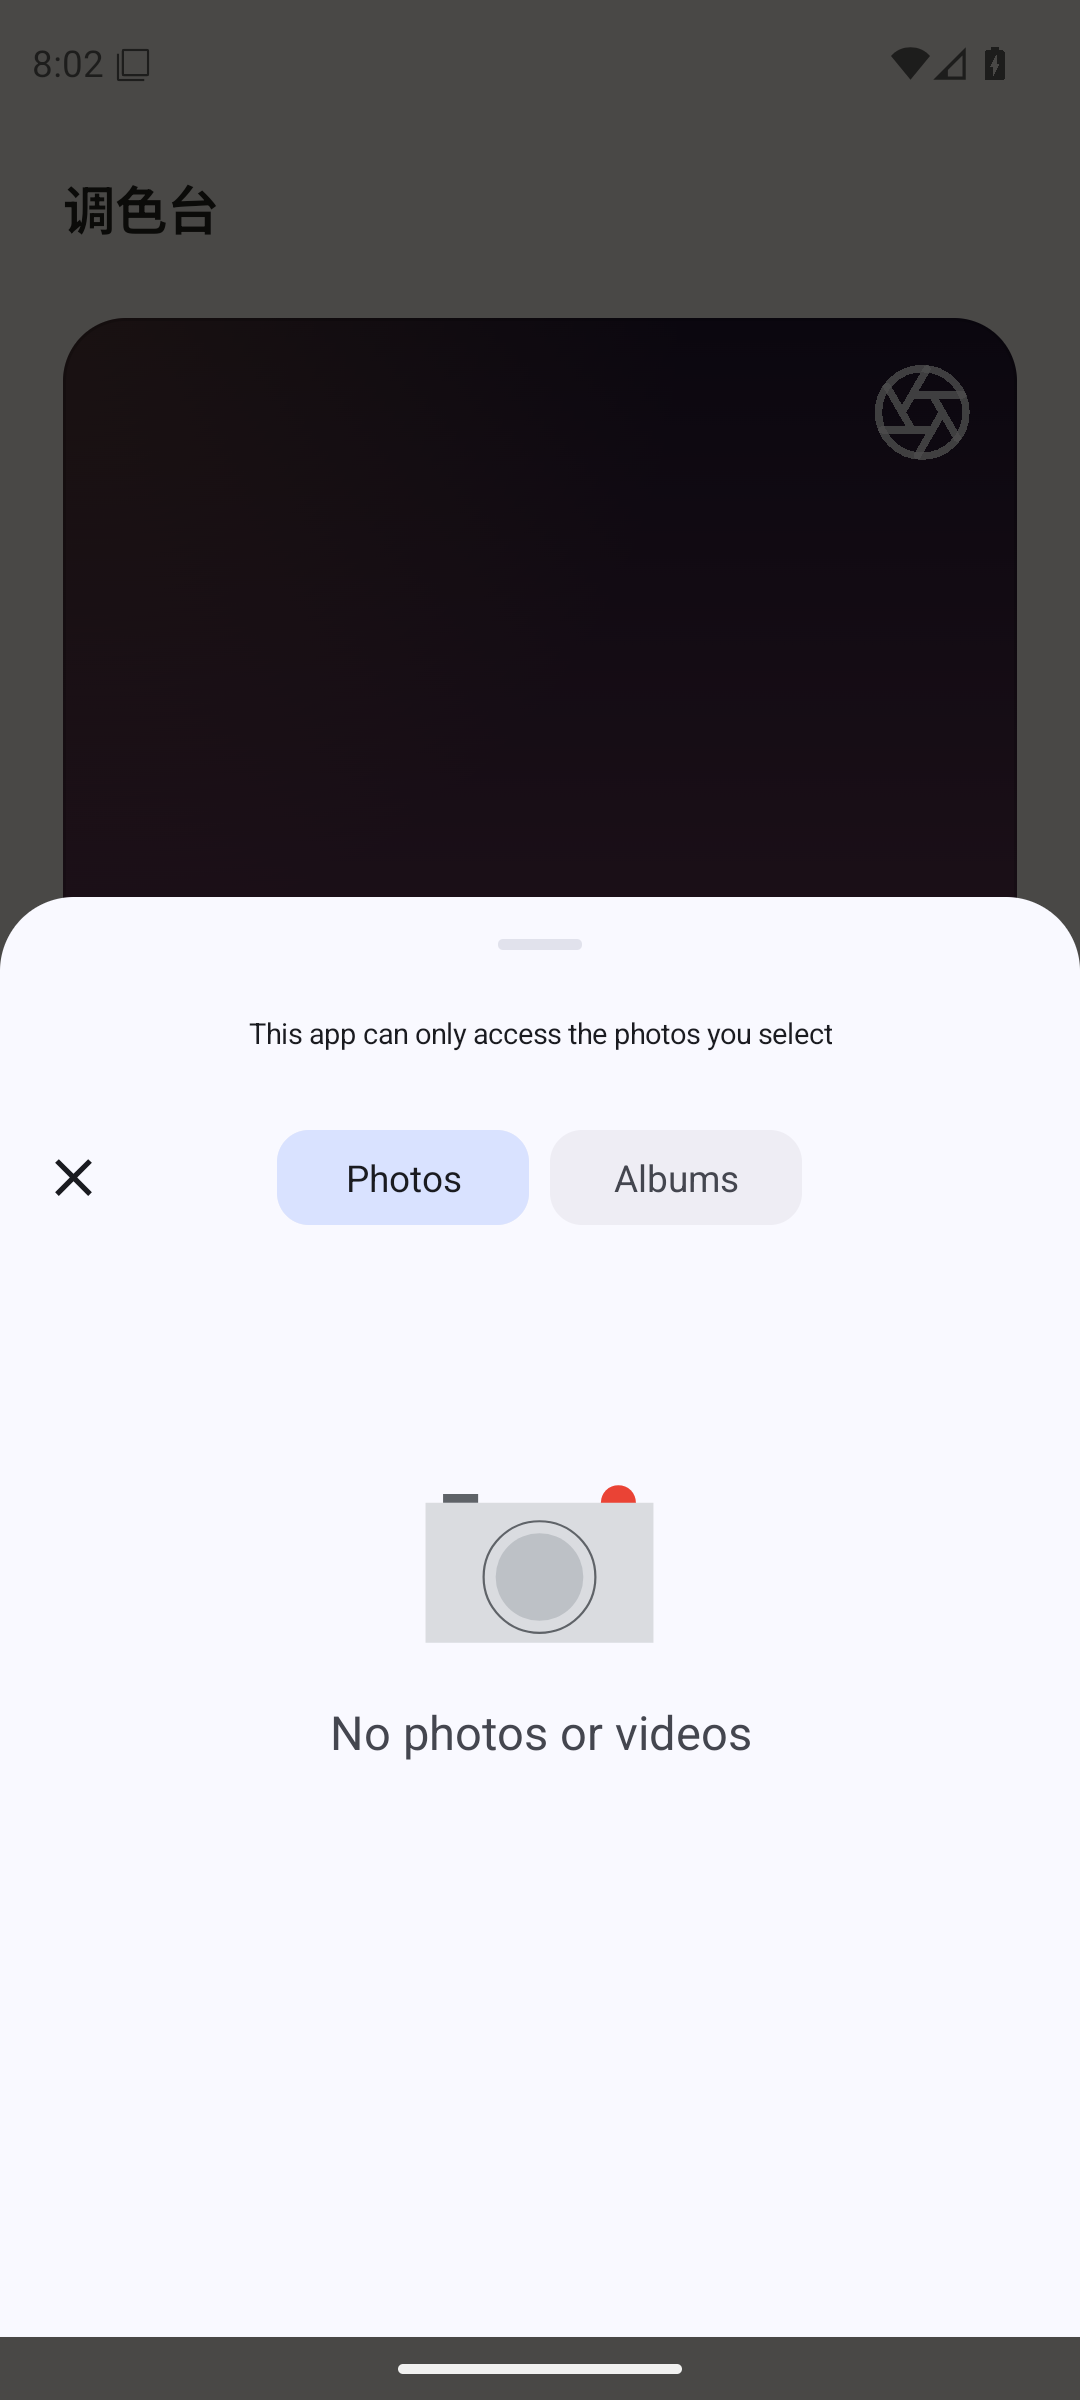 8:02
调色台
This app can only access the photos you select
Photos
Albums
No photos or videos